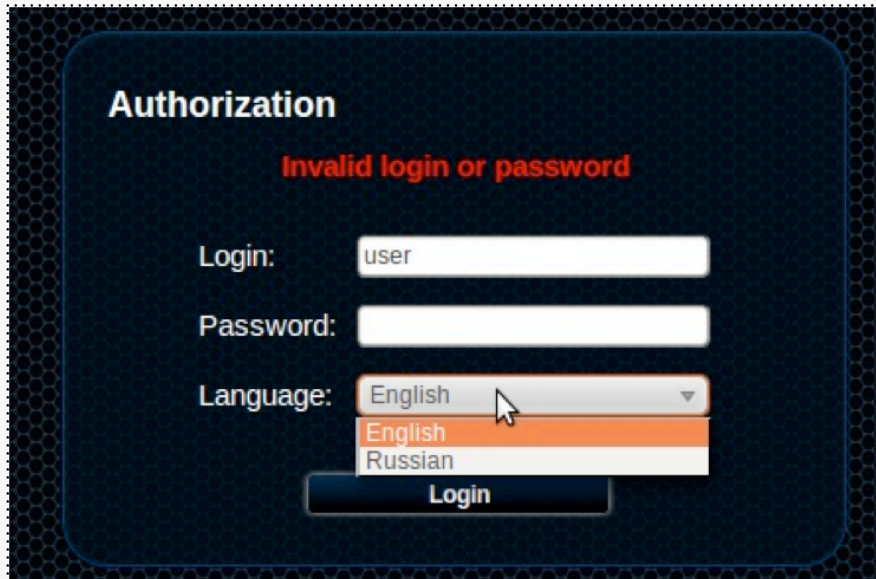 Authorization
Invalid login or password
Login: user
Password:
Language: English
English
Russian
Login